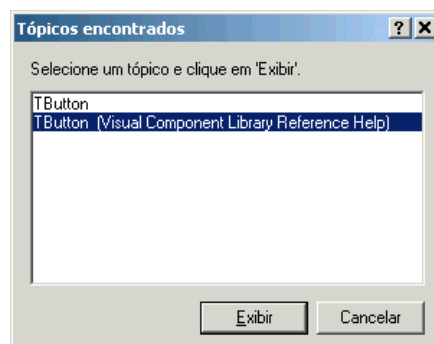 Tópicos encontrados
Selecione um tópico e clique em 'Exibir'.
TButton
TButton (Visual Component Library Reference Help)
Exibir
Cancelar